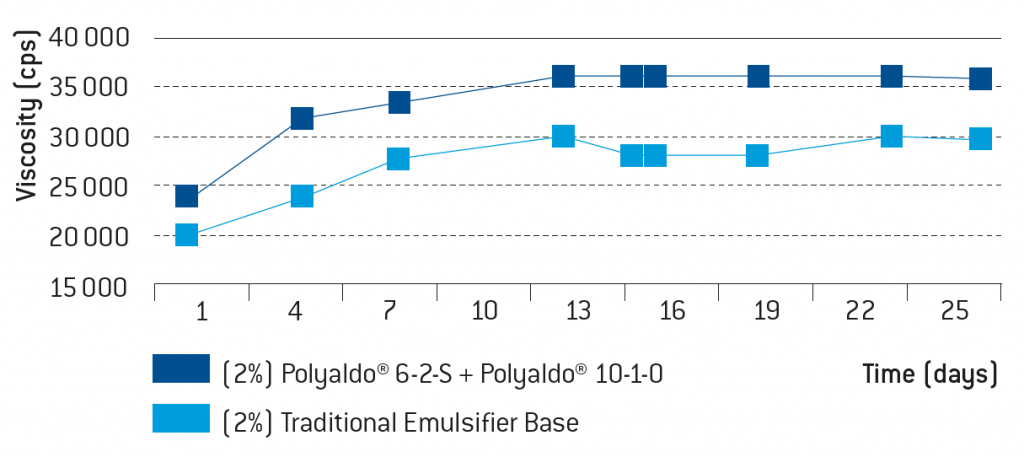 Viscosity (cps)
40 000
35 000
30 000
25 000
20 000
15 000
1 4 7 10 13 16 19 22 25
(2%) Polyaldo® 6-2-S + Polyaldo® 10-1-O
Time (days)
(2%) Traditional Emulsifier Base